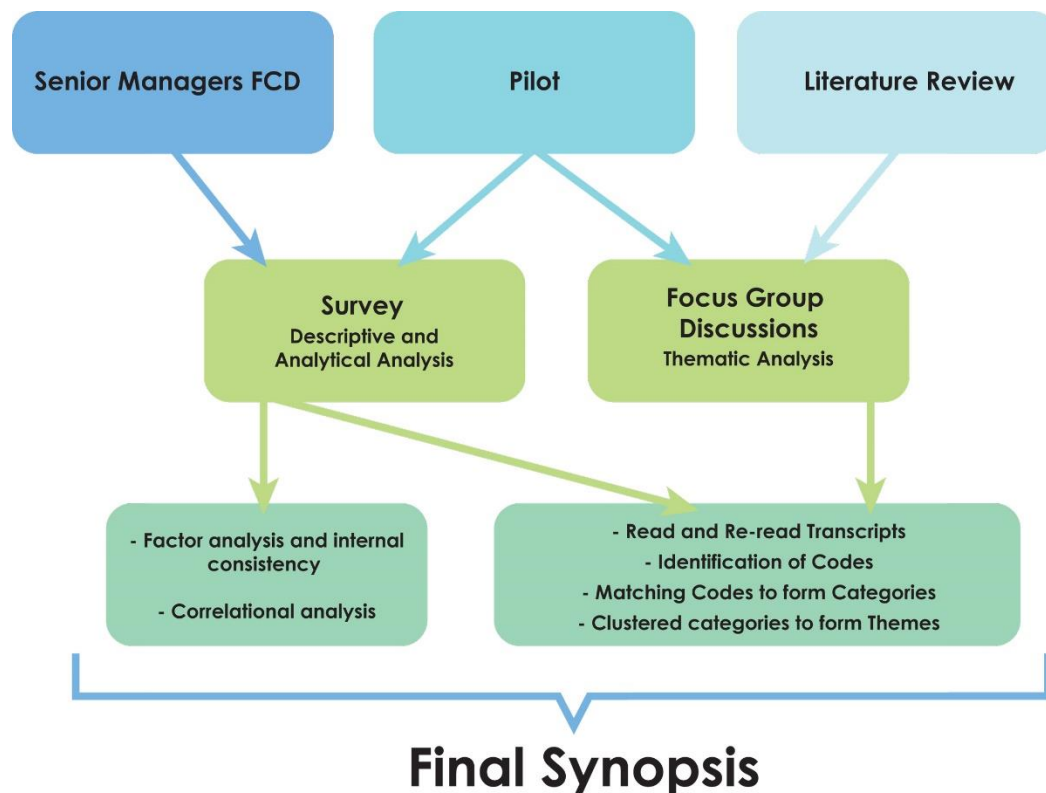 Senior Managers FCD
Pilot
Literature Review
Survey
Descriptive and
Analytical Analysis
Focus Group
Discussions
Thematic Analysis
- Factor analysis and internal
consistency
- Correlational analysis
- Read and Re-read Transcripts
- Identification of Codes
- Matching Codes to form Categories
- Clustered categories to form Themes
Final Synopsis